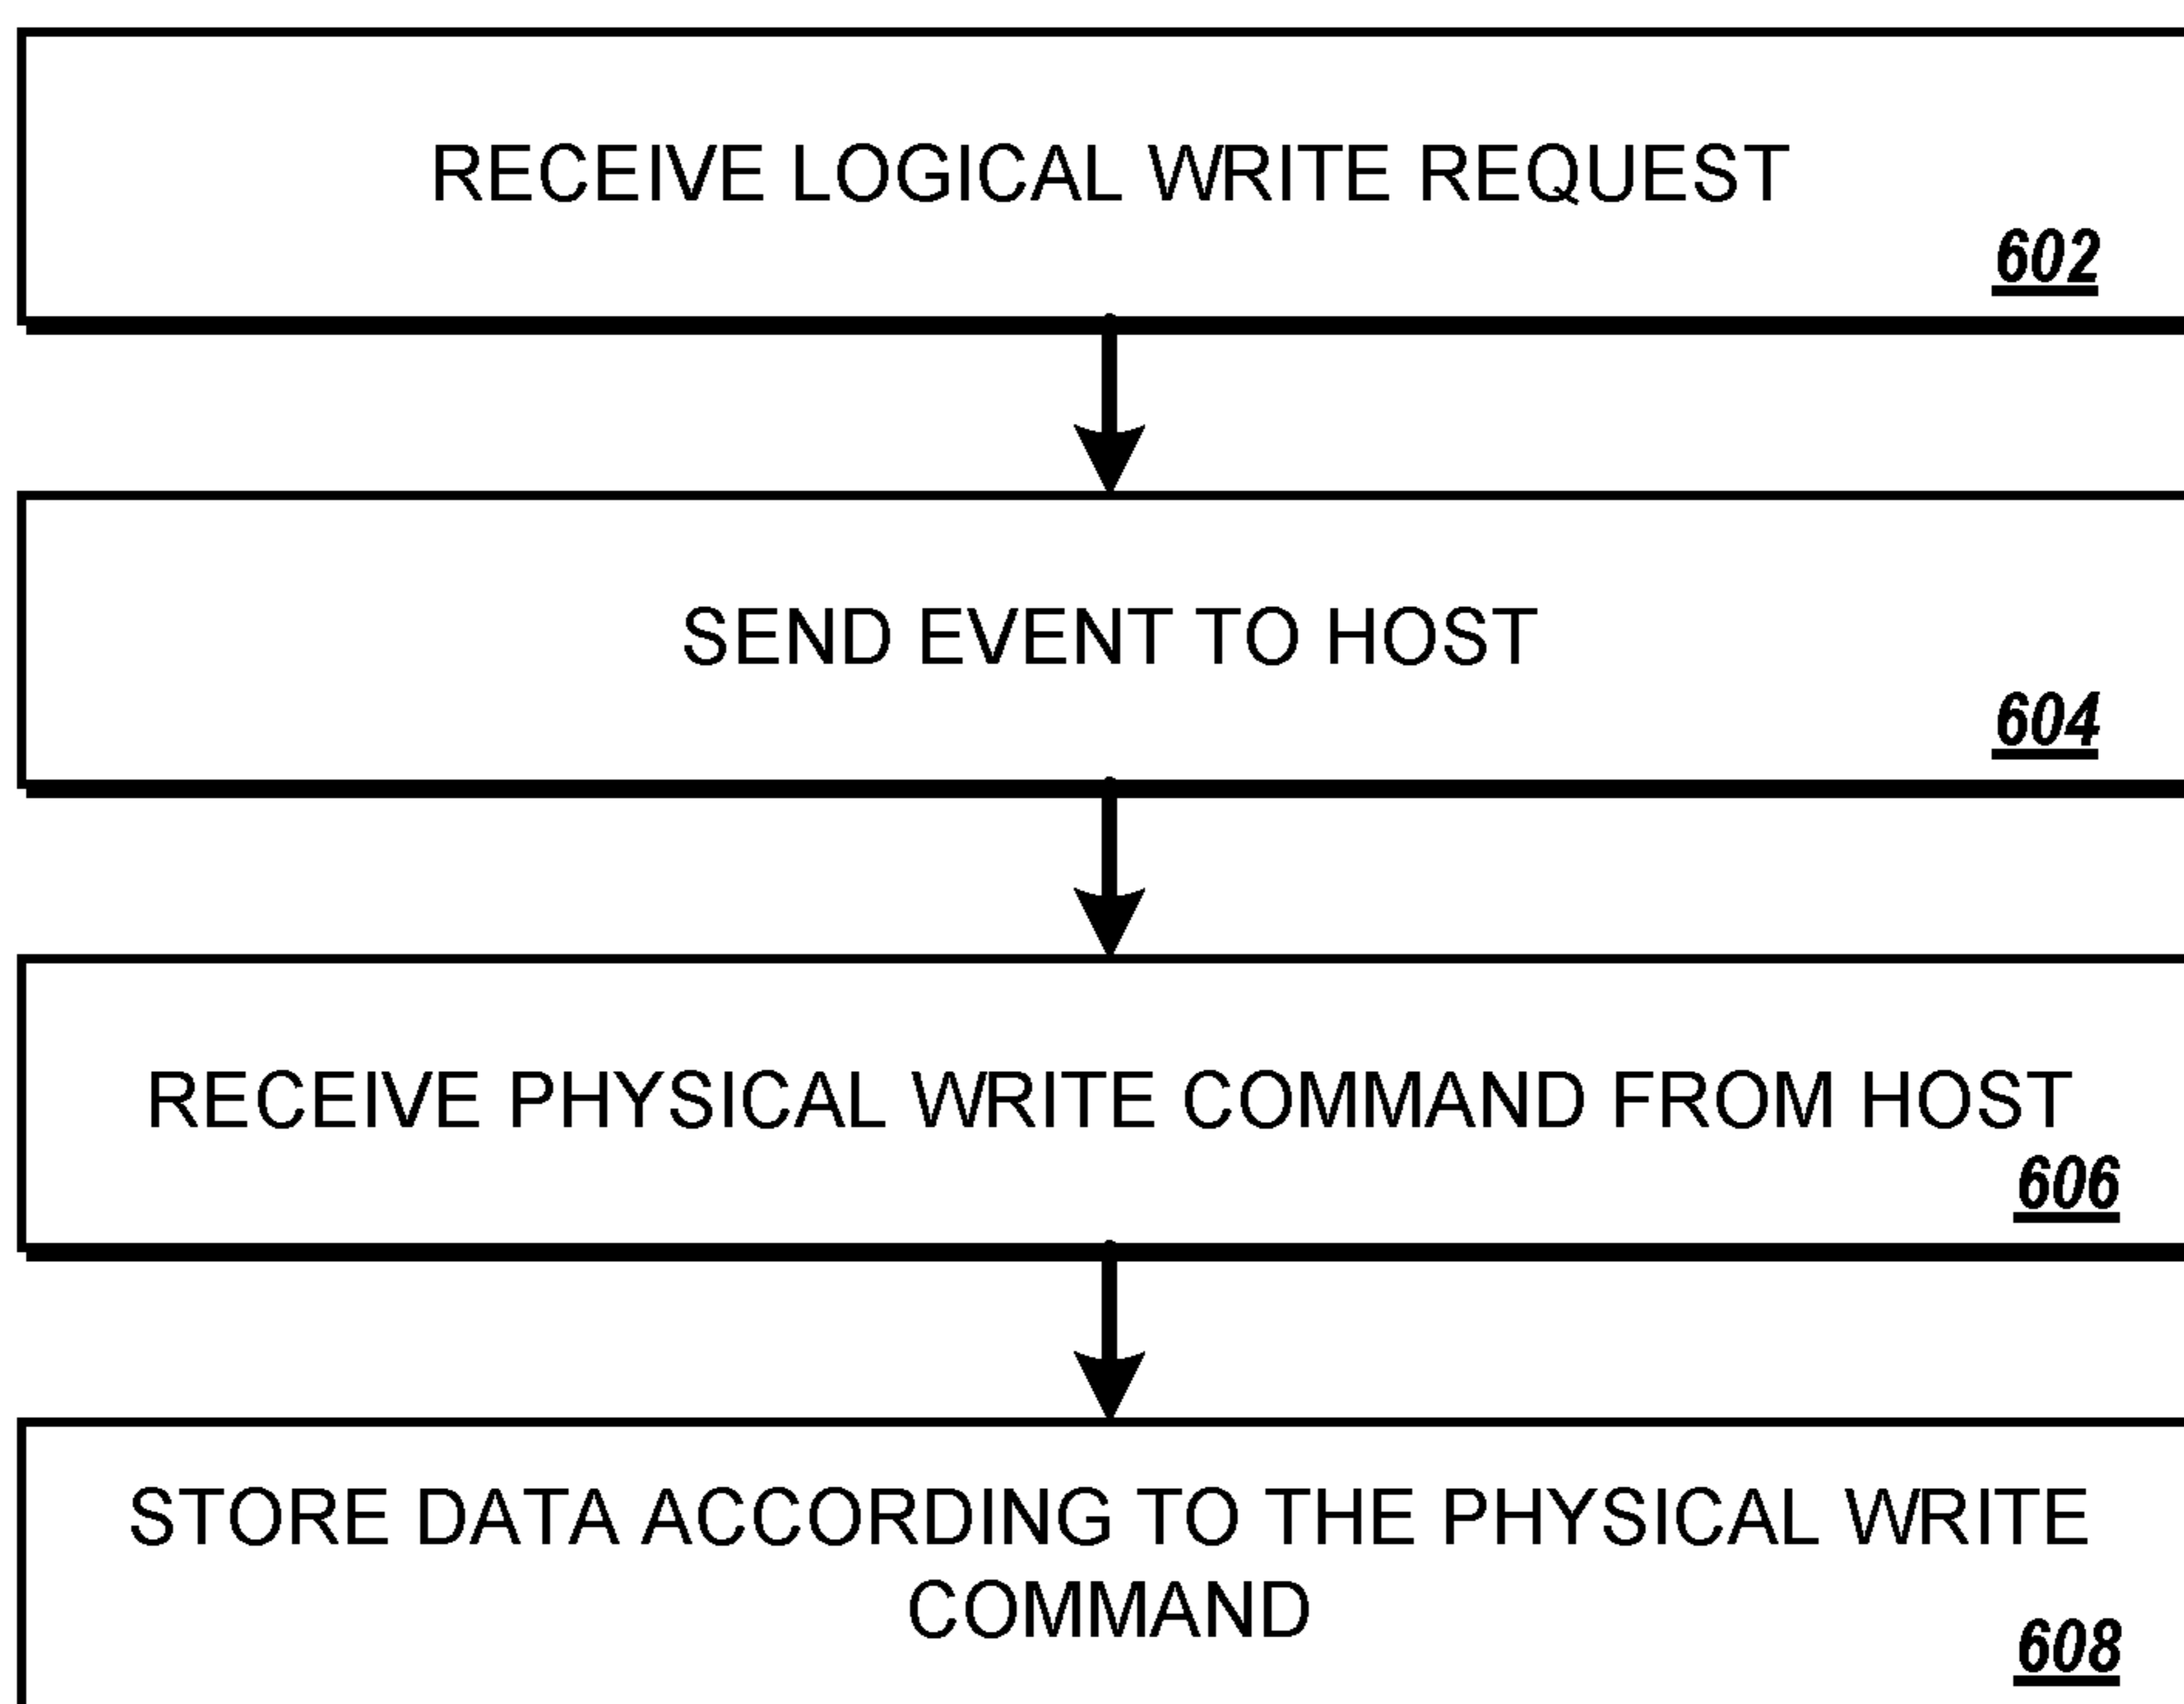 RECEIVE LOGICAL WRITE REQUEST
602
SEND EVENT TO HOST
604
RECEIVE PHYSICAL WRITE COMMAND FROM HOST
606
STORE DATA ACCORDING TO THE PHYSICAL WRITE
COMMAND
608